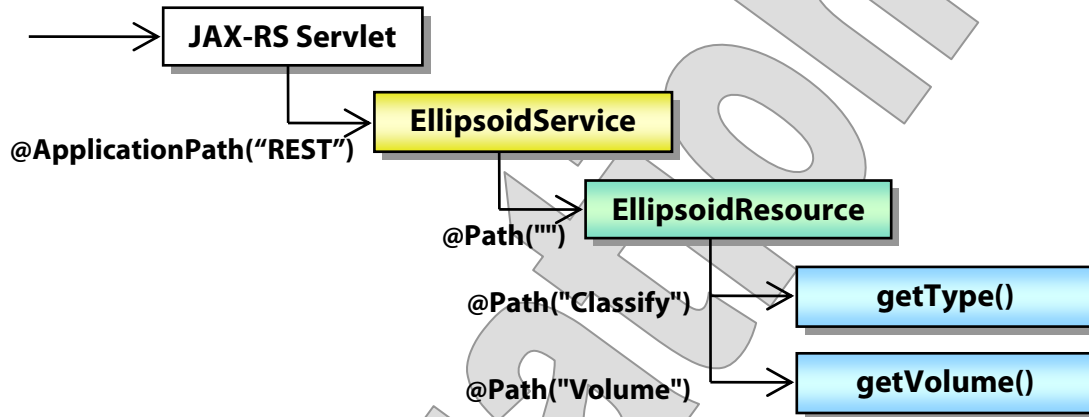 JAX-RS Servlet
EllipsoidService
@ApplicationPath(“REST”)
EllipsoidResource
@Path("")
@Path("Classify")
getType()
@Path("Volume")
getVolume()